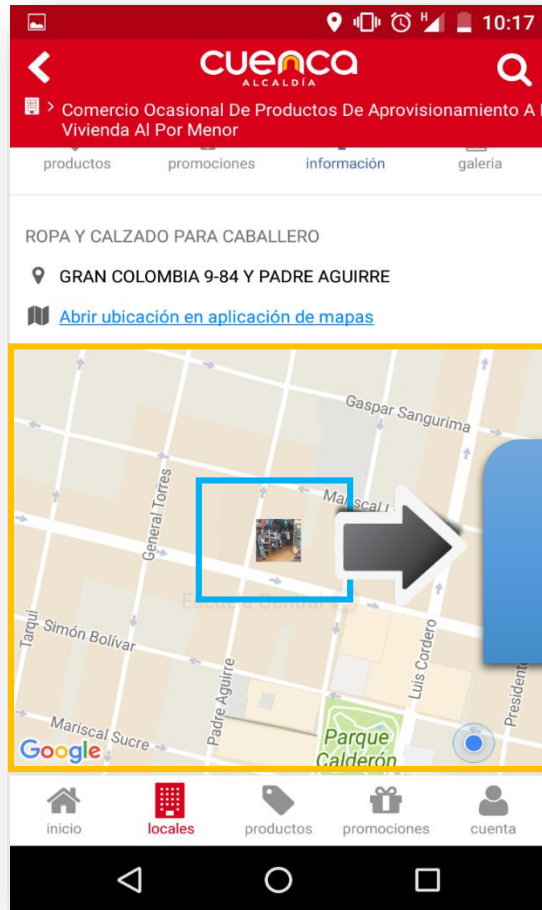 10:17
cuenca
ALCALDÍA
Comercio Ocasional De Productos De Aprovisionamiento A
Vivienda Al Por Menor
productos promociones información galeria
ROPA Y CALZADO PARA CABALLERO
GRAN COLOMBIA 9-84 Y PADRE AGUIRRE
Abrir ubicación en aplicación de mapas
Gaspar Sangurima
Mariscal
General Torres
Escuela Central
Tarqui
Simón Bolívar
Luis Cordero
Padre Aguirre
Mariscal Sucre
Parque
Calderón
Google
inicio locales productos promociones cuenta